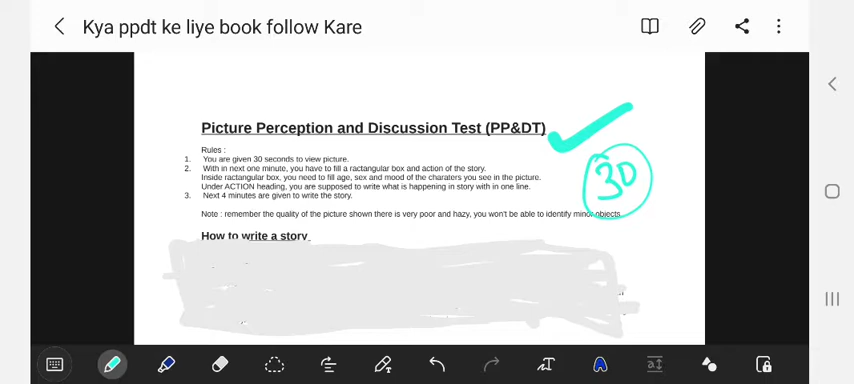 Kya ppdt ke liye book follow Kare
Picture Perception and Discussion Test (PP&DT)
Rules :
1. You are given 30 seconds to view picture.
2. With in next one minute, you have to fill a ractangular box and action of the story.
Inside ractangular box, you need to fill age, sex and mood of the charaters you see in the picture.
Under ACTION heading, you are supposed to write what is happening in story with in one line.
3. Next 4 minutes are given to write the story.
30
Note : remember the quality of the picture shown there is very poor and hazy, you won't be able to identify minor objects
How to write a story